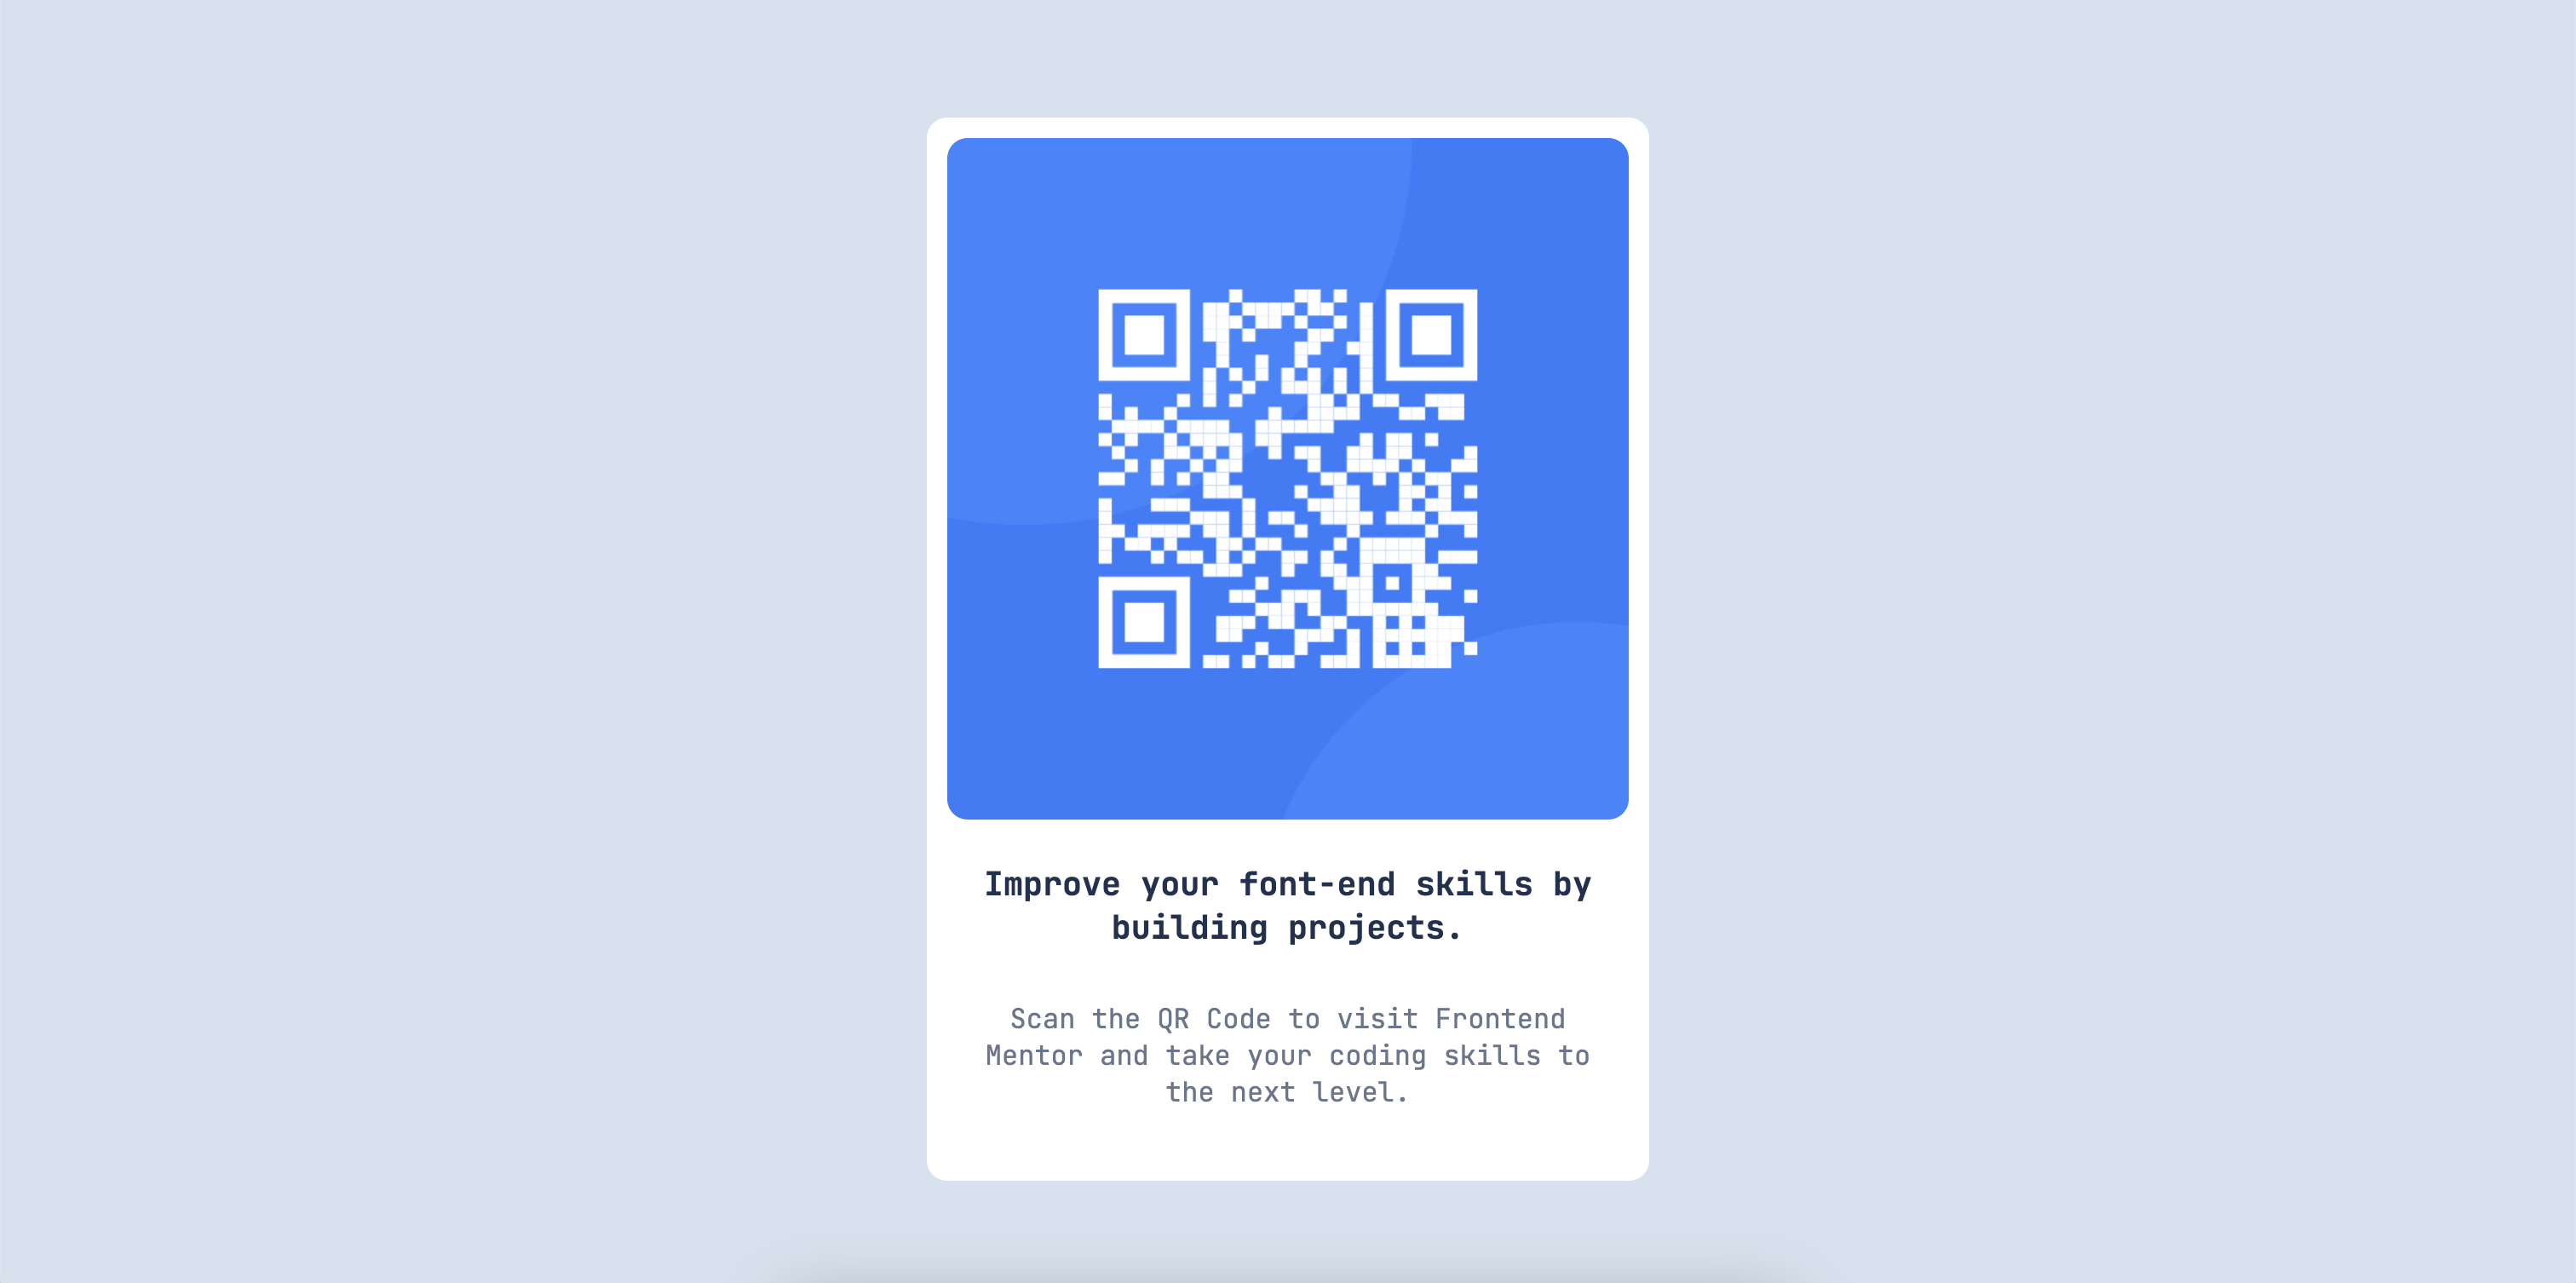 Improve your font-end skills by
building projects.
Scan the QR Code to visit Frontend
Mentor and take your coding skills to
the next level.